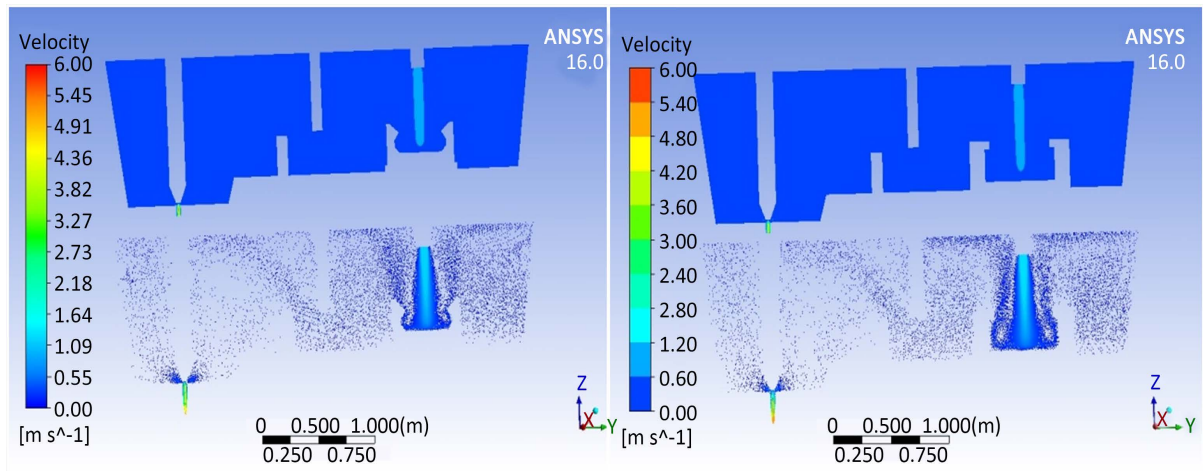 Velocity
6.00
5.45
4.91
4.36
3.82
3.27
2.73
2.18
1.64
1.09
0.55
0.00
[m s^-1]
ANSYS
16.0
Z
X
Y
0 0.500 1.000(m)
0.250 0.750
Velocity
6.00
5.40
4.80
4.20
3.60
3.00
2.40
2.80
1.20
0.60
0.00
[m s^-1]
ANSYS
16.0
Z
X
Y
0 0.500 1.000(m)
0.250 0.750